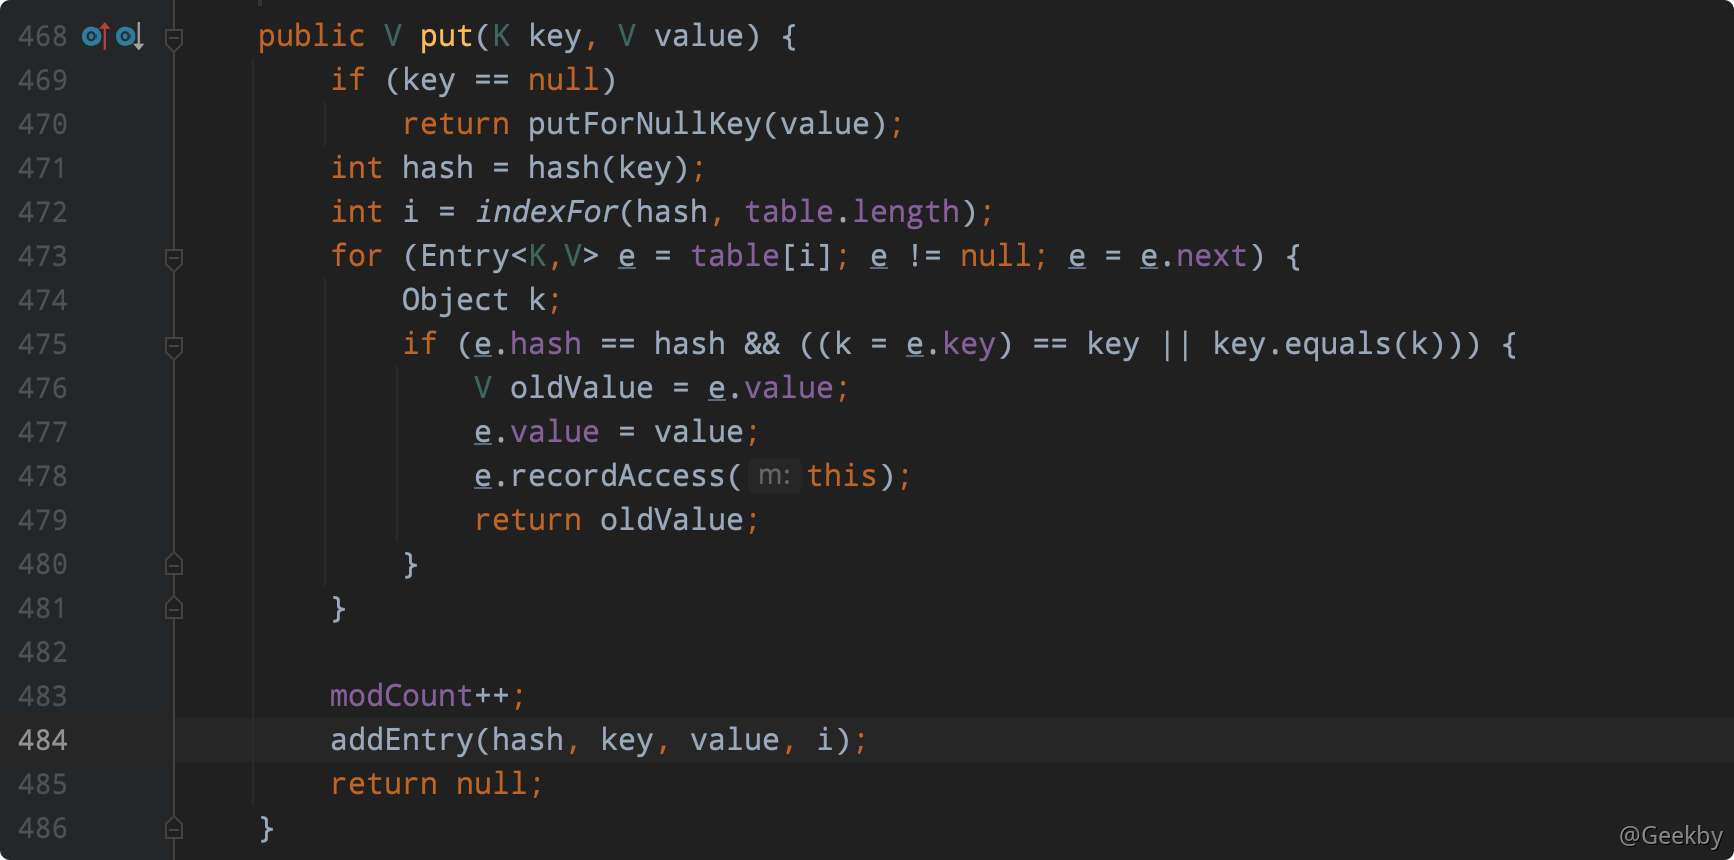 468 public V put(K key, V value) {
469 if (key == null)
470 return putForNullKey(value);
471 int hash = hash(key);
472 int i = indexFor(hash, table.length);
473 for (Entry<K,V> e = table[i]; e != null; e = e.next) {
474 Object k;
475 if (e.hash == hash && ((k = e.key) == key || key.equals(k))) {
476 V oldValue = e.value;
477 e.value = value;
478 e.recordAccess( m: this);
479 return oldValue;
480 }
481 }
482
483 modCount++;
484 addEntry(hash, key, value, i);
485 return null;
486 }
@Geekby